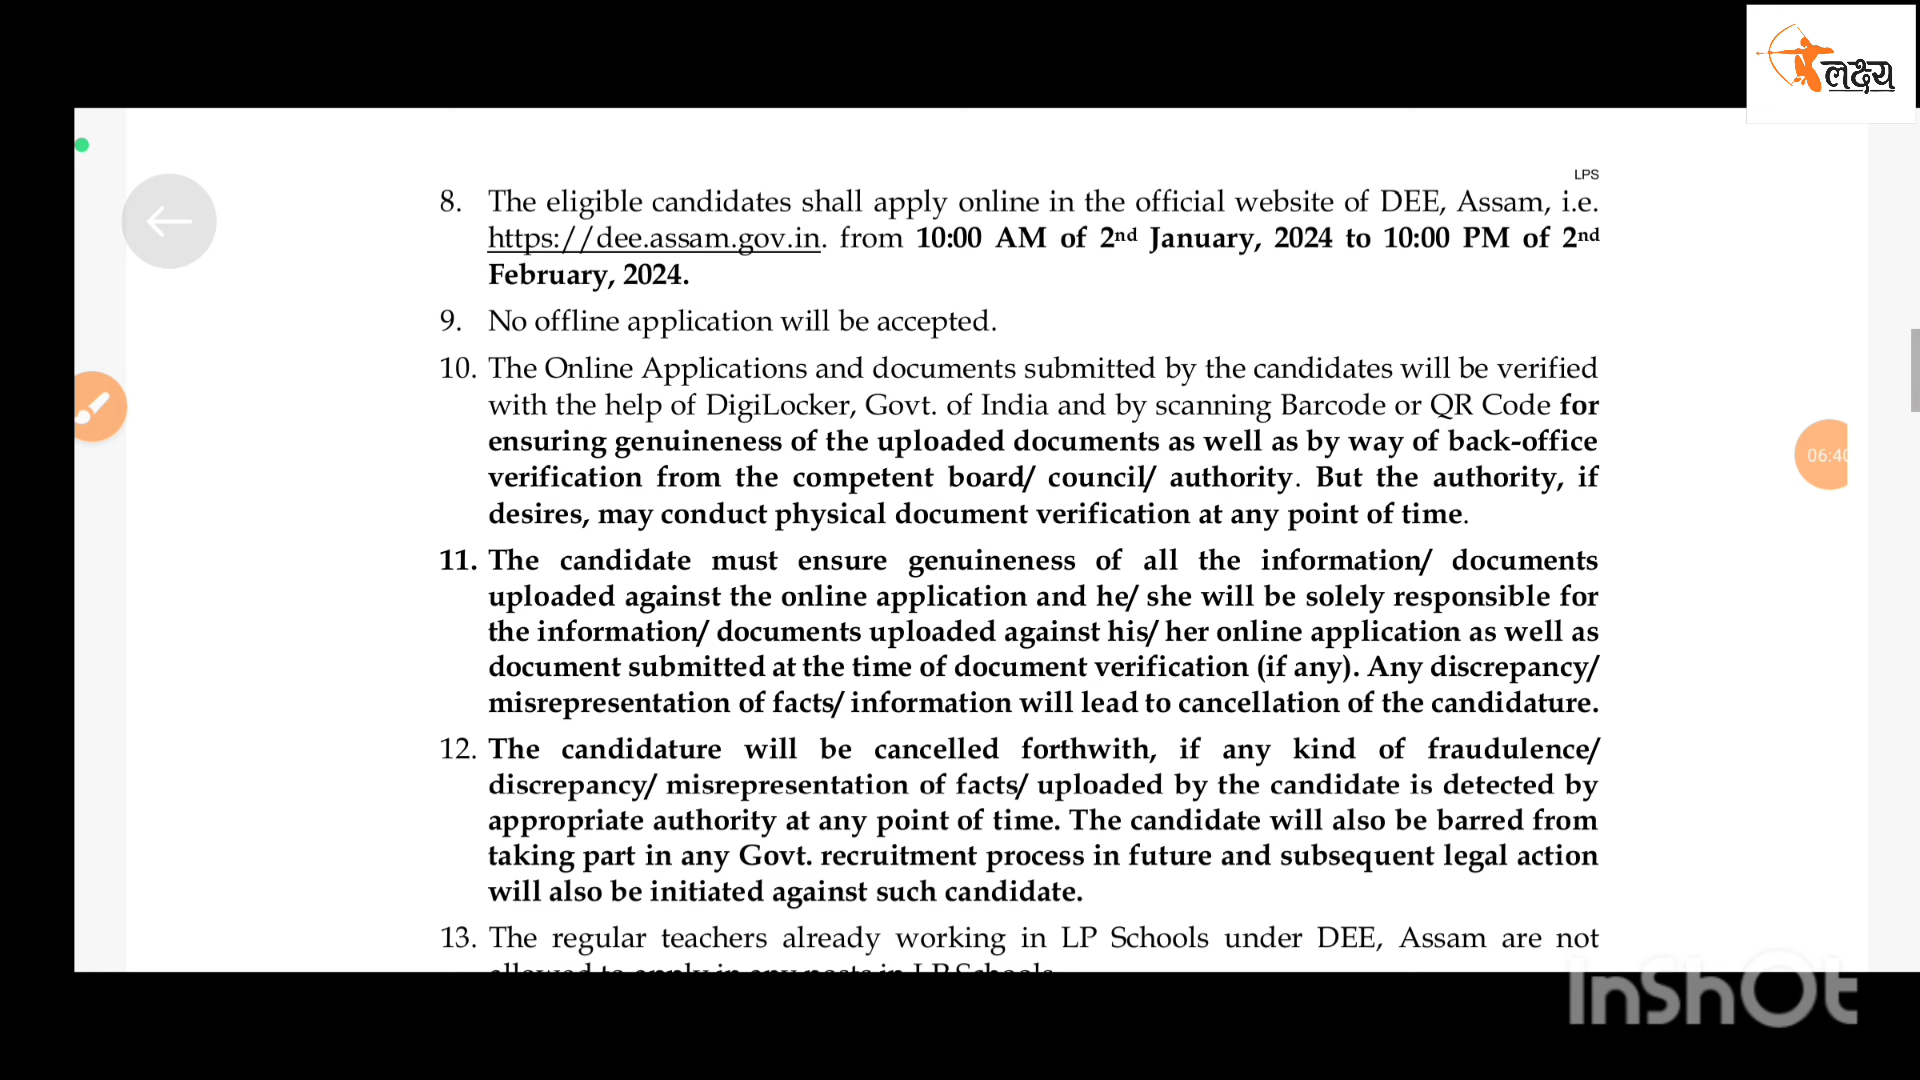 लक्ष्य
LPS
8. The eligible candidates shall apply online in the official website of DEE, Assam, i.e.
https://dee.assam.gov.in. from 10:00 AM of 2nd January, 2024 to 10:00 PM of 2nd
February, 2024.
9. No offline application will be accepted.
10. The Online Applications and documents submitted by the candidates will be verified
with the help of DigiLocker, Govt. of India and by scanning Barcode or QR Code for
ensuring genuineness of the uploaded documents as well as by way of back-office
verification from the competent board/ council/ authority. But the authority, if
desires, may conduct physical document verification at any point of time.
11. The candidate must ensure genuineness of all the information/ documents
uploaded against the online application and he/ she will be solely responsible for
the information/ documents uploaded against his/ her online application as well as
document submitted at the time of document verification (if any). Any discrepancy/
misrepresentation of facts/ information will lead to cancellation of the candidature.
12. The candidature will be cancelled forthwith, if any kind of fraudulence/
discrepancy/ misrepresentation of facts/ uploaded by the candidate is detected by
appropriate authority at any point of time. The candidate will also be barred from
taking part in any Govt. recruitment process in future and subsequent legal action
will also be initiated against such candidate.
13. The regular teachers already working in LP Schools under DEE, Assam are not
allowed to apply in any posts in LP Schools
06:40
InShOt